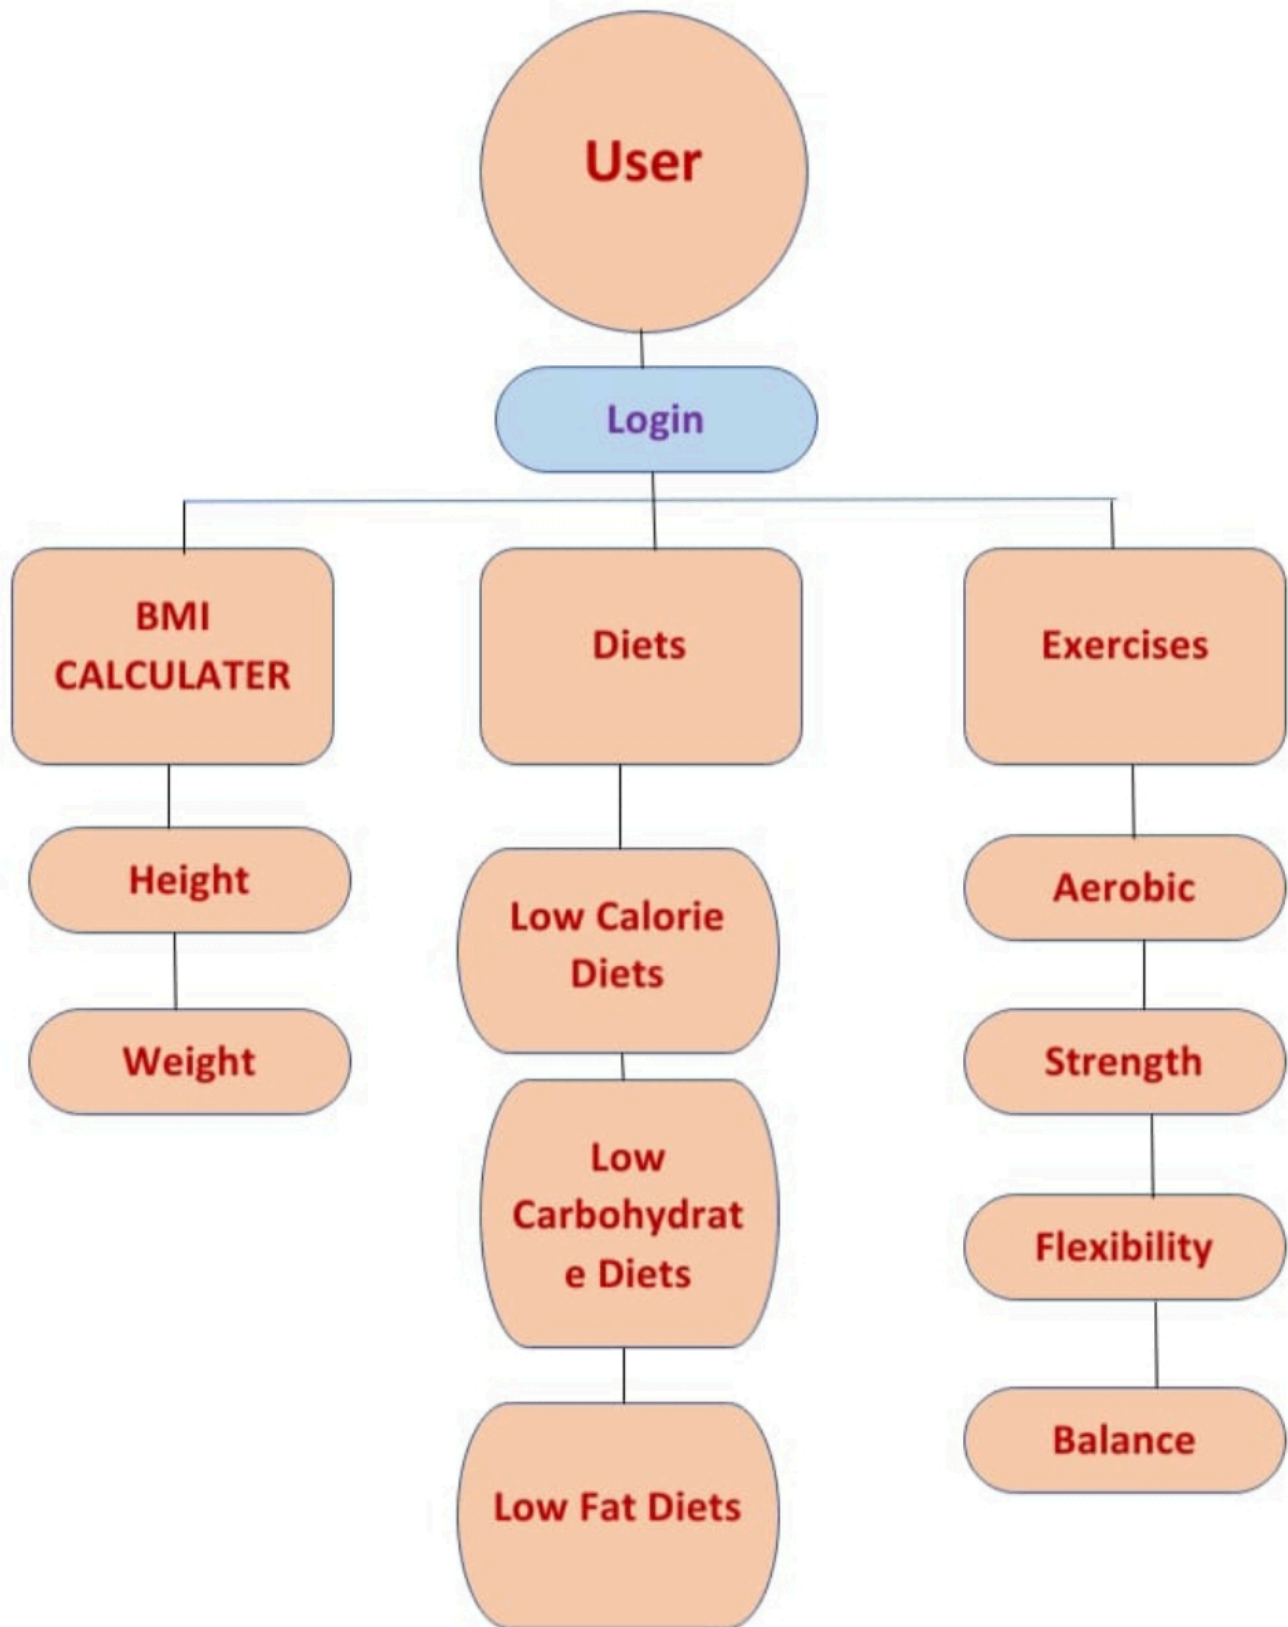 User
Login
BMI
CALCULATER
Diets
Exercises
Height
Weight
Low Calorie
Diets
Low
Carbohydrat
e Diets
Low Fat Diets
Aerobic
Strength
Flexibility
Balance